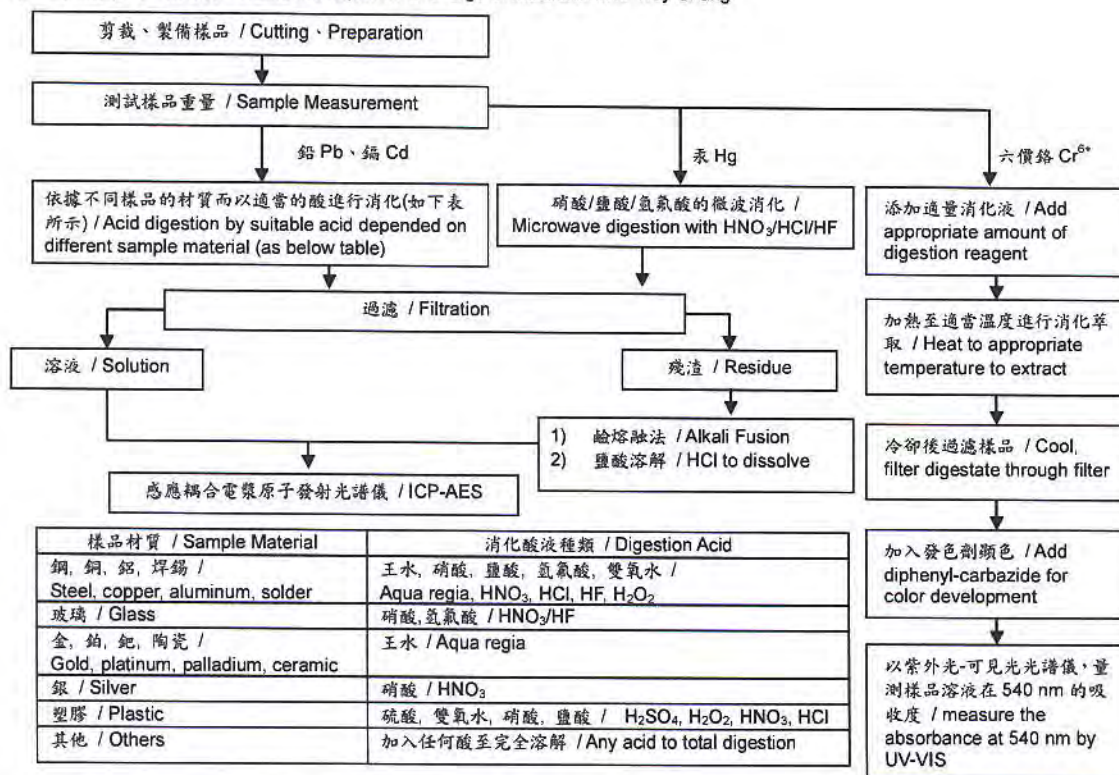 剪裁、製備樣品 / Cutting、Preparation
測試樣品重量 / Sample Measurement
鉛 Pb、鎘 Cd
汞 Hg
六價鉻 Cr⁶⁺
依據不同樣品的材質而以適當的酸進行消化(如下表
所示) / Acid digestion by suitable acid depended on
different sample material (as below table)
硝酸/鹽酸/氫氟酸的微波消化 /
Microwave digestion with HNO₃/HCl/HF
添加適量消化液 / Add
appropriate amount of
digestion reagent
過濾 / Filtration
溶液 / Solution
殘渣 / Residue
加熱至適當溫度進行消化萃
取 / Heat to appropriate
temperature to extract
1) 鹼熔融法 / Alkali Fusion
2) 鹽酸溶解 / HCl to dissolve
冷卻後過濾樣品 / Cool,
filter digestate through filter
感應耦合電漿原子發射光譜儀 / ICP-AES
加入發色劑顯色 / Add
diphenyl-carbazide for
color development
以紫外光-可見光光譜儀,量
測樣品溶液在 540 nm 的吸
收度 / measure the
absorbance at 540 nm by
UV-VIS
樣品材質 / Sample Material
消化酸液種類 / Digestion Acid
鋼, 銅, 鋁, 焊錫 /
Steel, copper, aluminum, solder
王水, 硝酸, 鹽酸, 氫氟酸, 雙氧水 /
Aqua regia, HNO₃, HCl, HF, H₂O₂
玻璃 / Glass
硝酸,氫氟酸 / HNO₃/HF
金, 鉑, 鈀, 陶瓷 /
Gold, platinum, palladium, ceramic
王水 / Aqua regia
銀 / Silver
硝酸 / HNO₃
塑膠 / Plastic
硫酸, 雙氧水, 硝酸, 鹽酸 / H₂SO₄, H₂O₂, HNO₃, HCl
其他 / Others
加入任何酸至完全溶解 / Any acid to total digestion